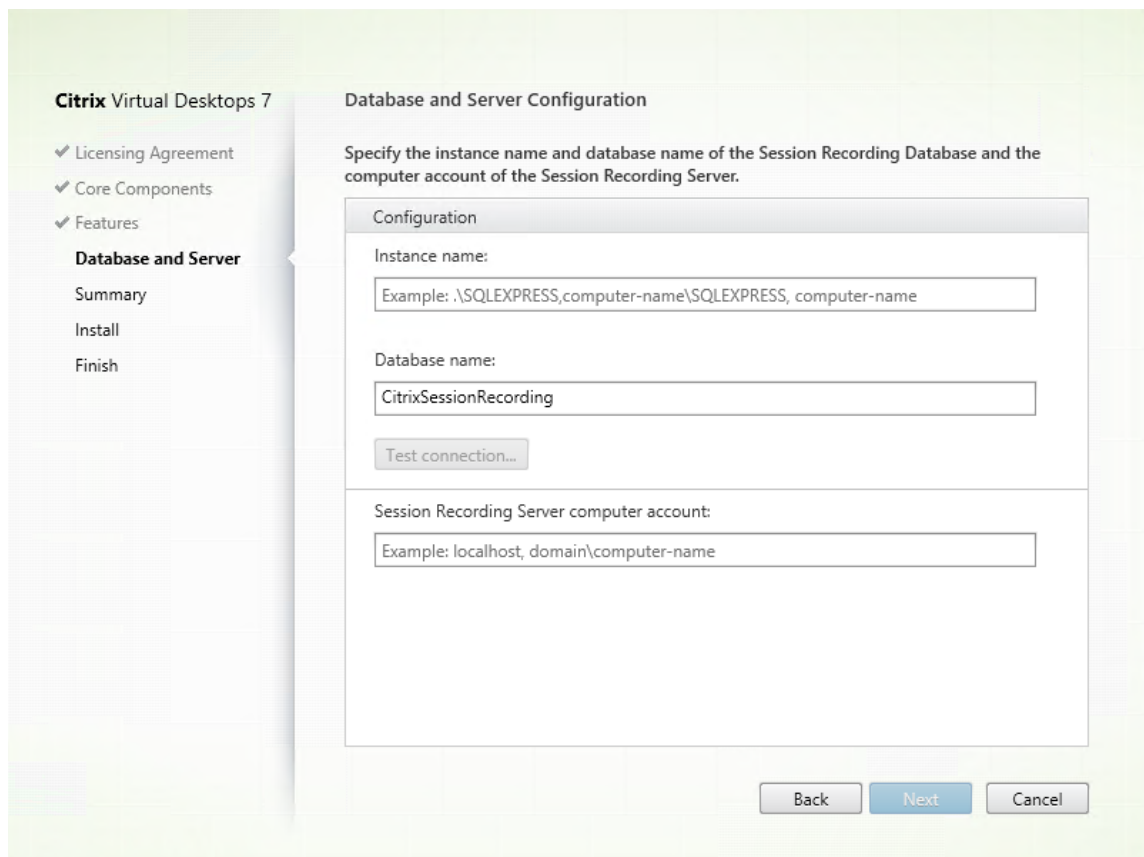 Citrix Virtual Desktops 7
Licensing Agreement
Core Components
Features
Database and Server
Summary
Install
Finish
Database and Server Configuration
Specify the instance name and database name of the Session Recording Database and the
computer account of the Session Recording Server.
Configuration
Instance name:
Example: .\SQLEXPRESS,computer-name\SQLEXPRESS, computer-name
Database name:
CitrixSessionRecording
Test connection...
Session Recording Server computer account:
Example: localhost, domain\computer-name
Back
Next
Cancel